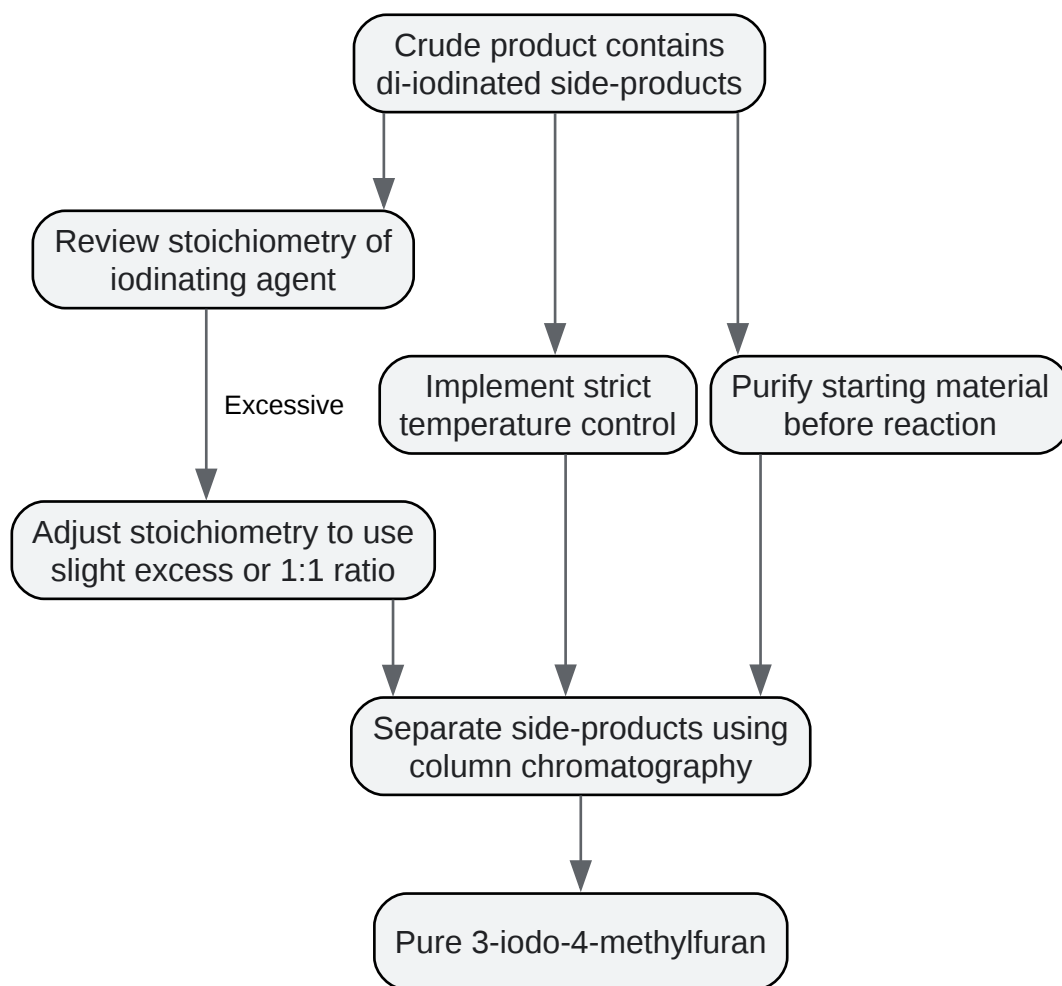 Crude product contains
di-iodinated side-products
Review stoichiometry of
iodinating agent
Implement strict
temperature control
Purify starting material
before reaction
Excessive
Adjust stoichiometry to use
slight excess or 1:1 ratio
Separate side-products using
column chromatography
Pure 3-iodo-4-methylfuran